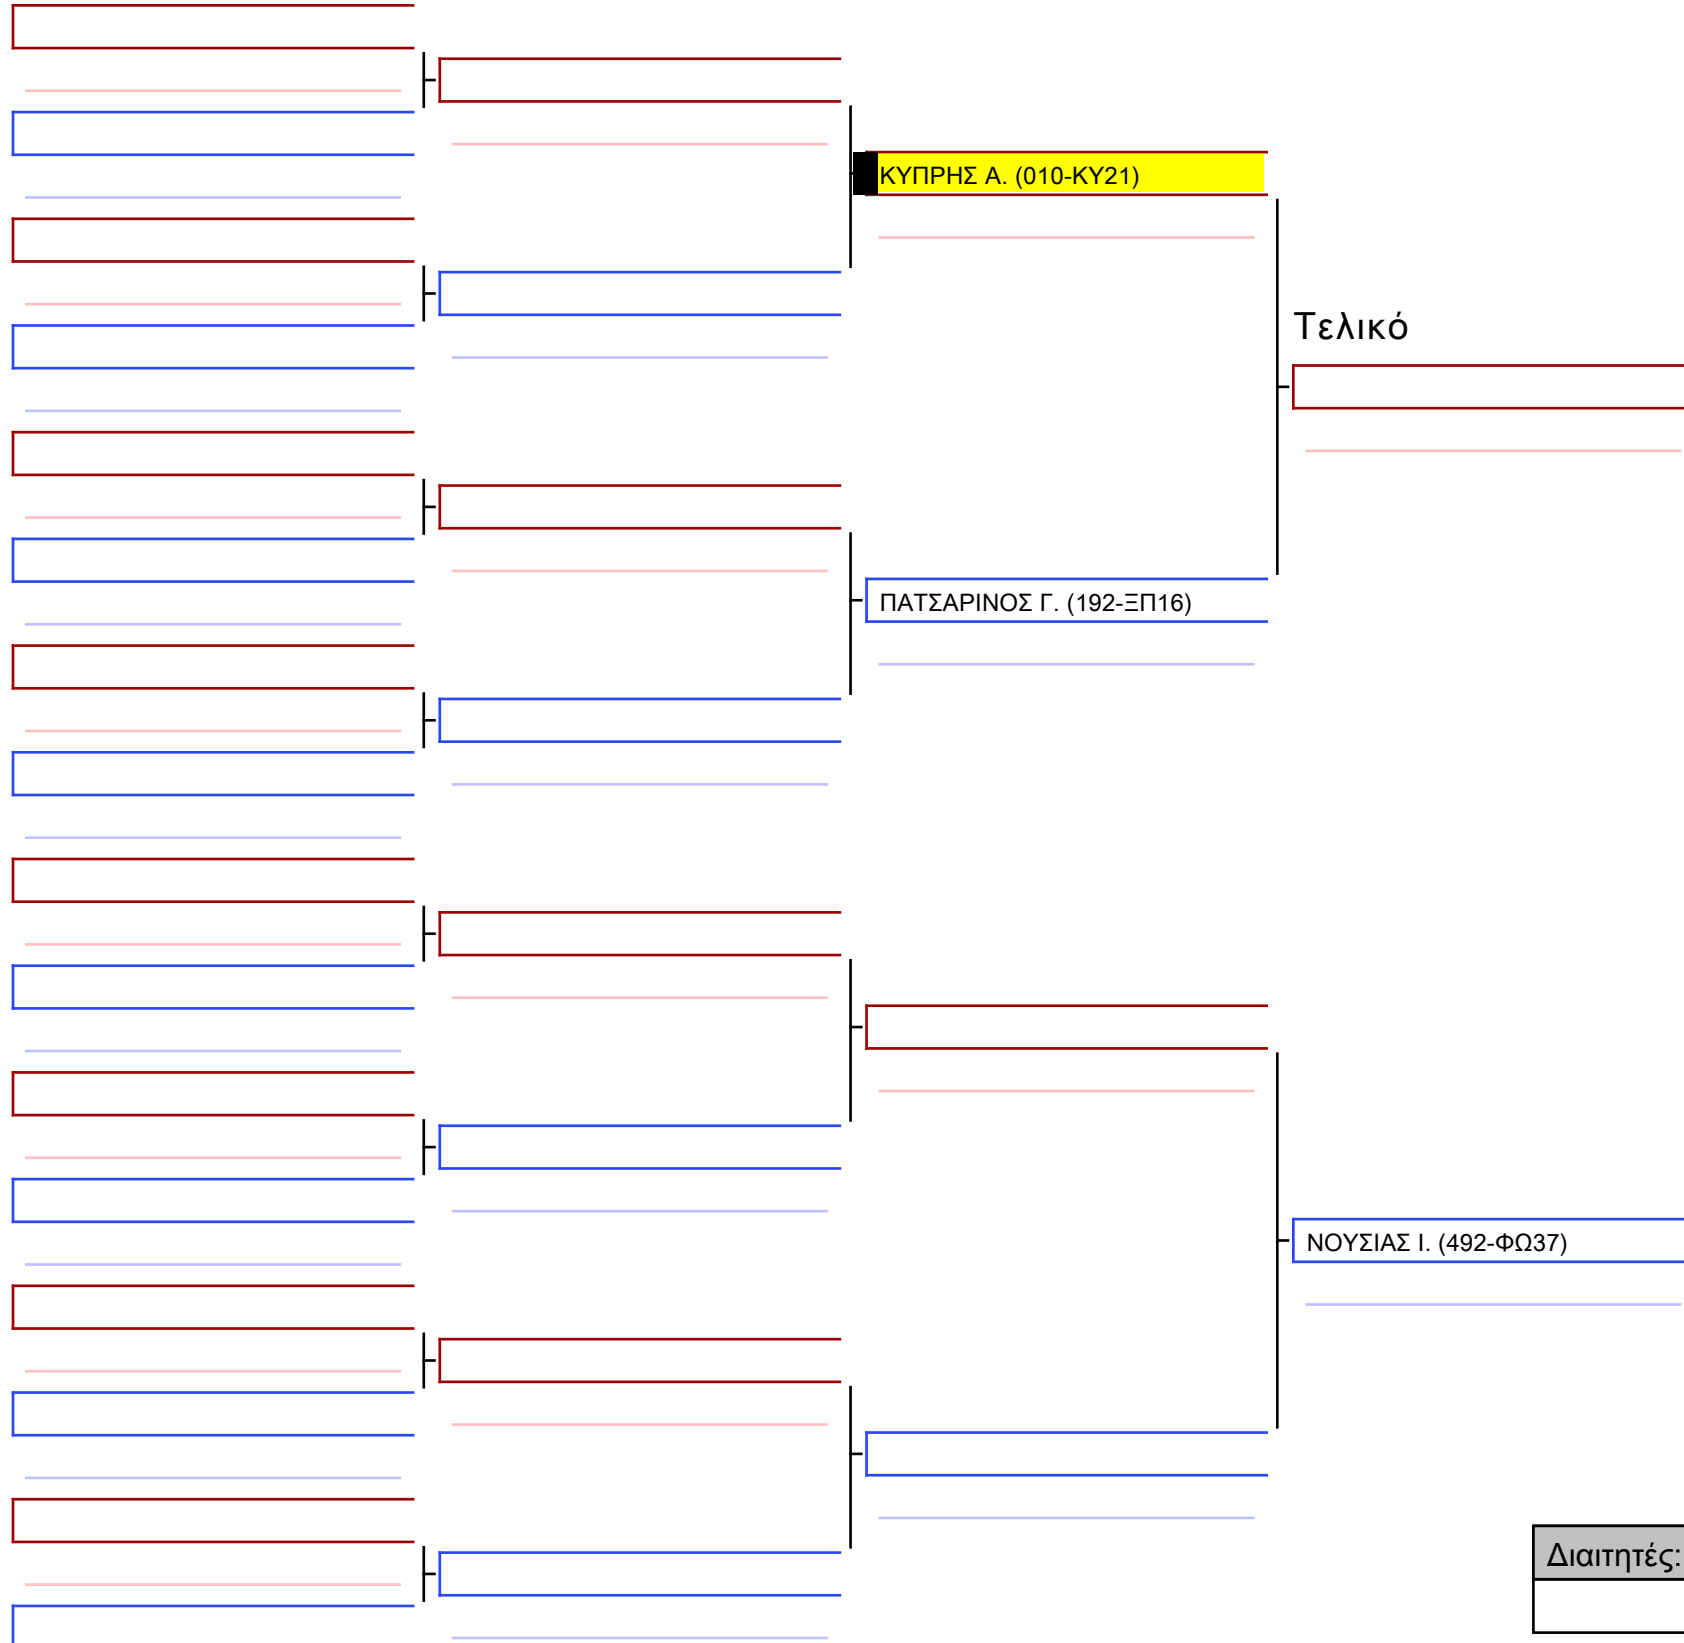 ΚΥΠΡΗΣ Α. (010-ΚΥ21)
Τελικό
ΠΑΤΣΑΡΙΝΟΣ Γ. (192-ΞΠ16)
ΝΟΥΣΙΑΣ Ι. (492-ΦΩ37)
Διαιτητές: